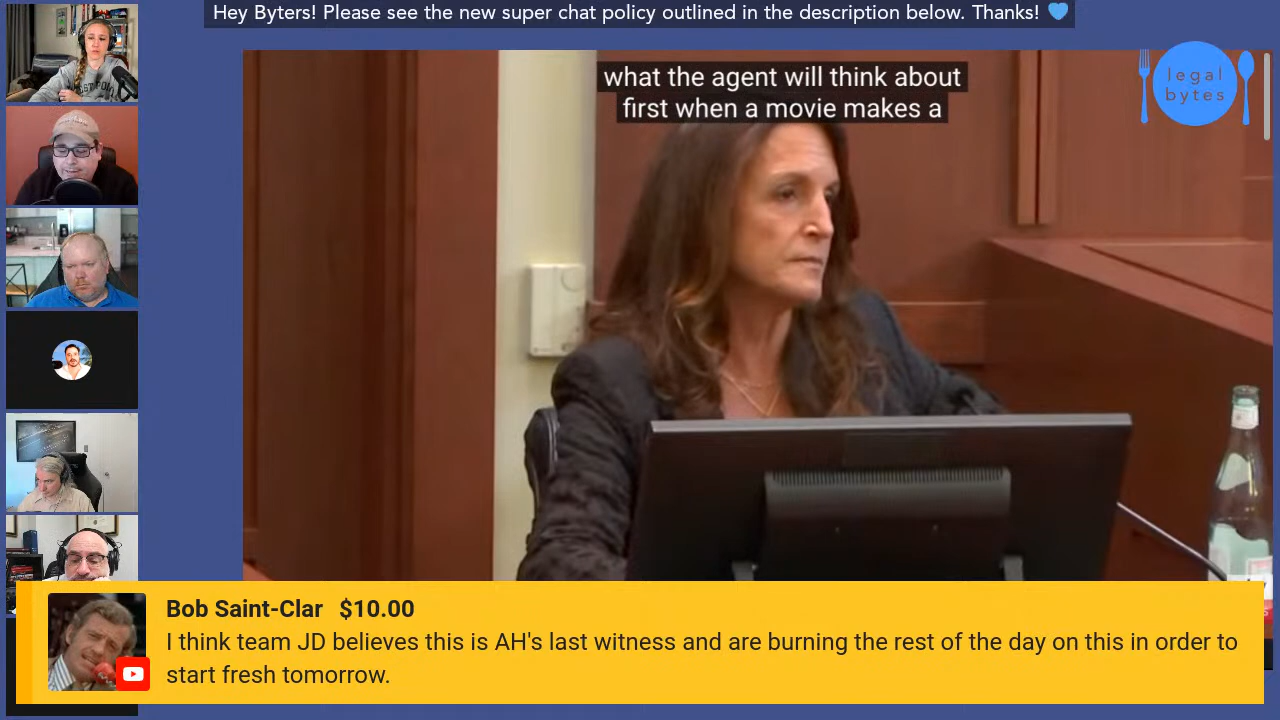 Hey Byters! Please see the new super chat policy outlined in the description below. Thanks! 💙
legal
bytes
what the agent will think about
first when a movie makes a
Bob Saint-Clar $10.00
I think team JD believes this is AH's last witness and are burning the rest of the day on this in order to
start fresh tomorrow.